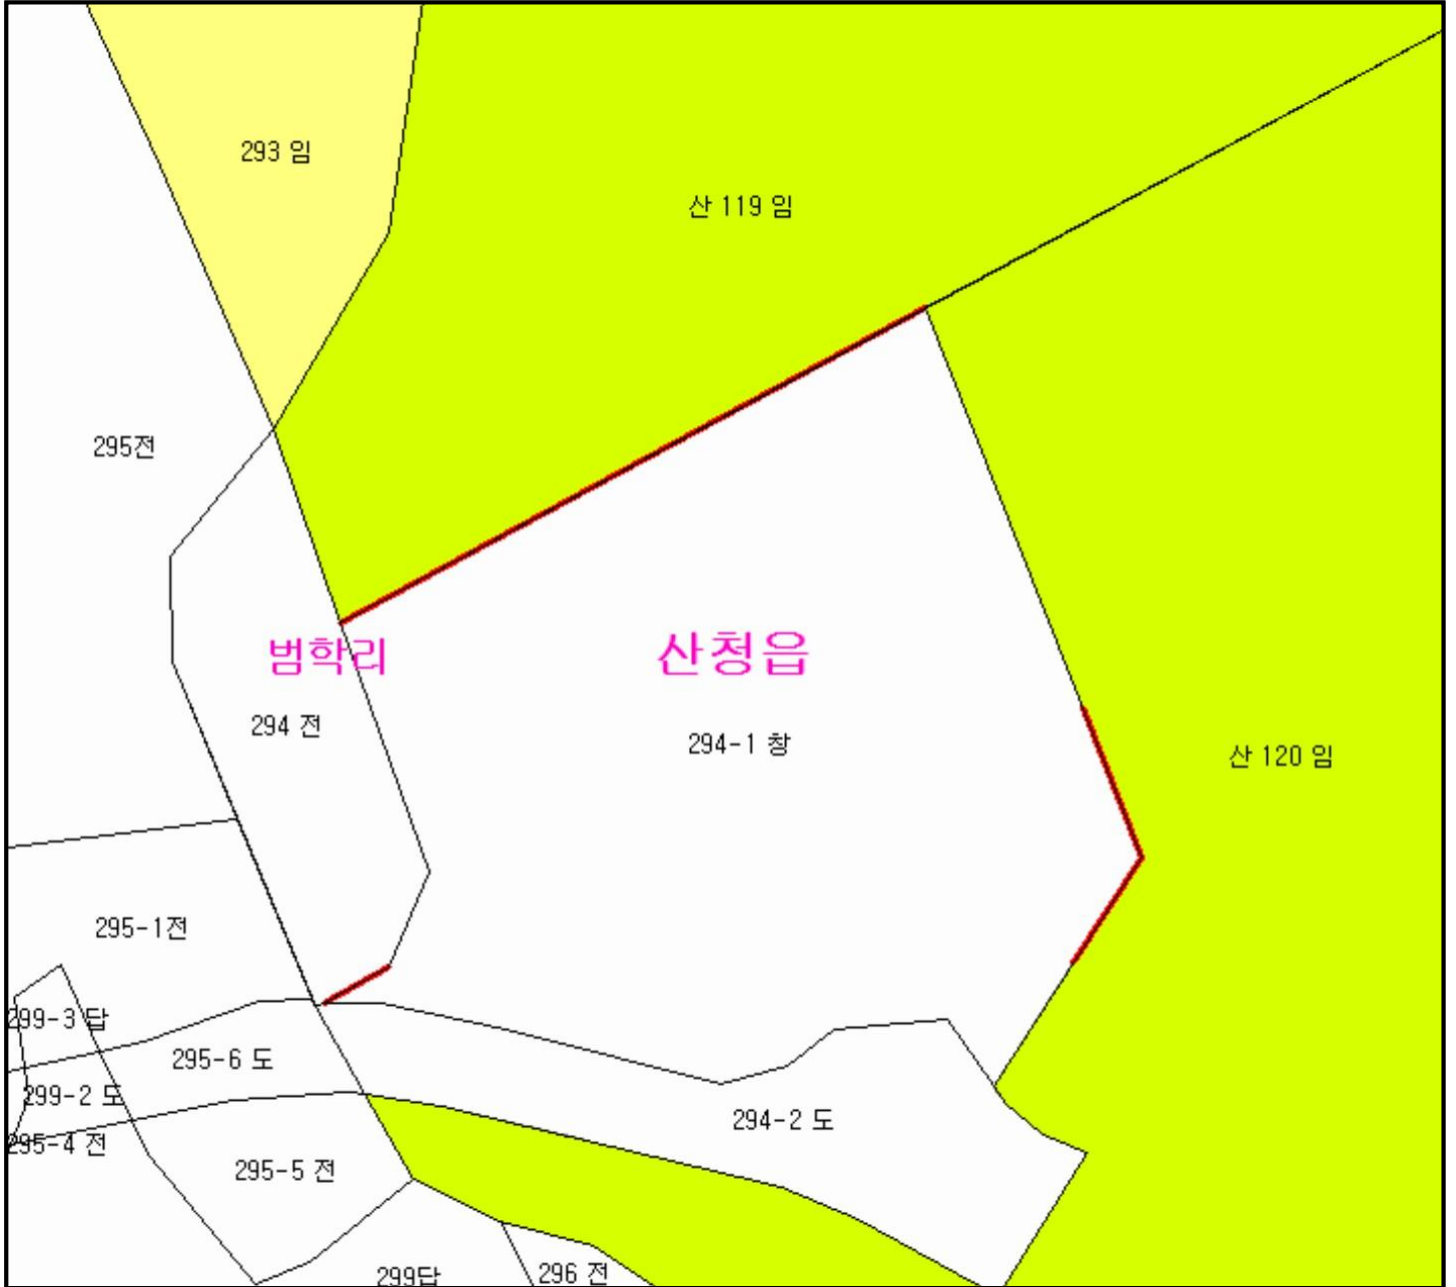 293 임
산 119 임
295전
범학리
산청읍
294 전
294-1 창
산 120 임
295-1전
299-3 답
295-6 도
299-2 도
294-2 도
295-4 전
295-5 전
299답
296 전